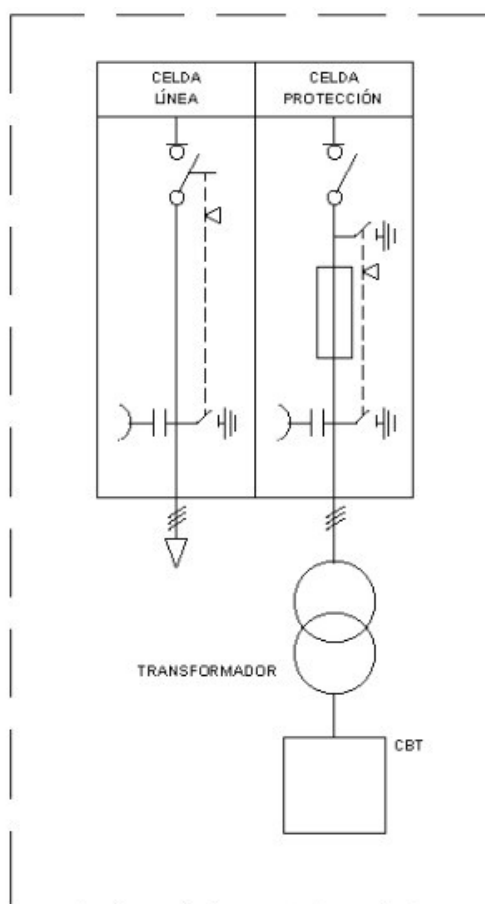 CELDA
LÍNEA
CELDA
PROTECCIÓN
TRANSFORMADOR
CBT